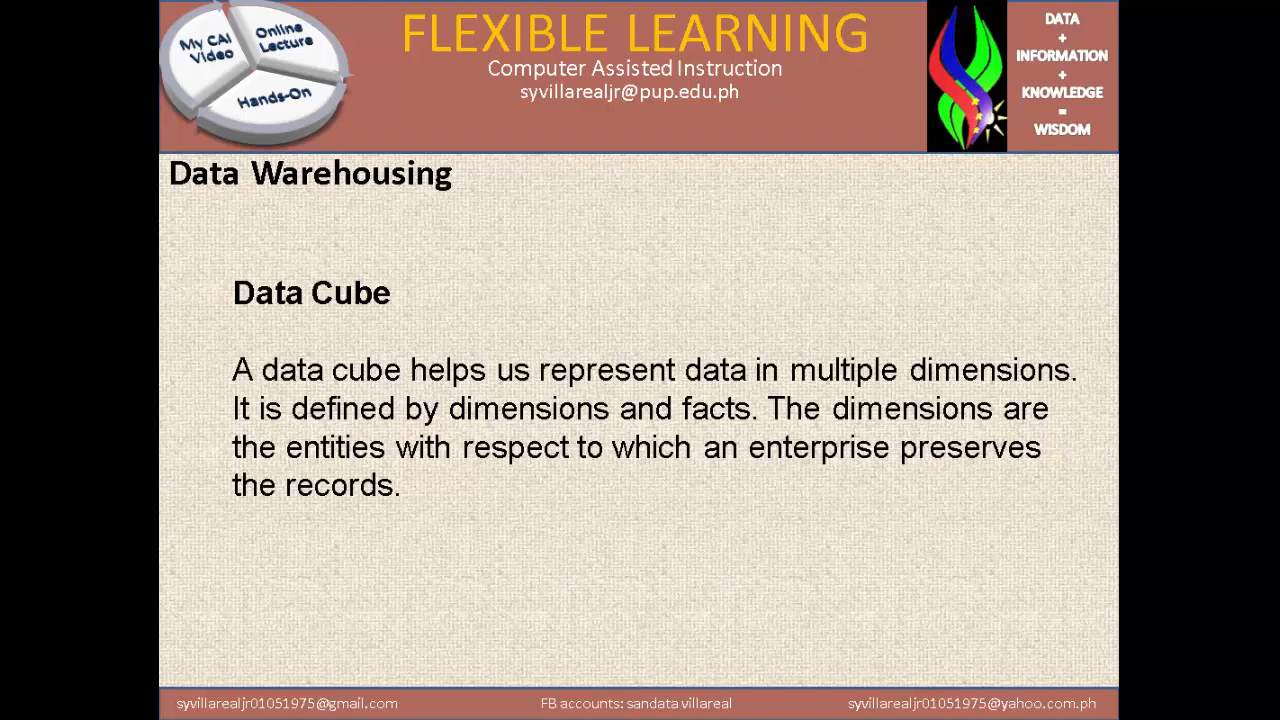 My CAI
Video
Online
Lecture
Hands-On
FLEXIBLE LEARNING
Computer Assisted Instruction
syvillarealjr@pup.edu.ph
DATA
+
INFORMATION
+
KNOWLEDGE
=
WISDOM
Data Warehousing
Data Cube
A data cube helps us represent data in multiple dimensions.
It is defined by dimensions and facts. The dimensions are
the entities with respect to which an enterprise preserves
the records.
syvillarealjr01051975@gmail.com
FB accounts: sandata villareal
syvillarealjr01051975@yahoo.com.ph